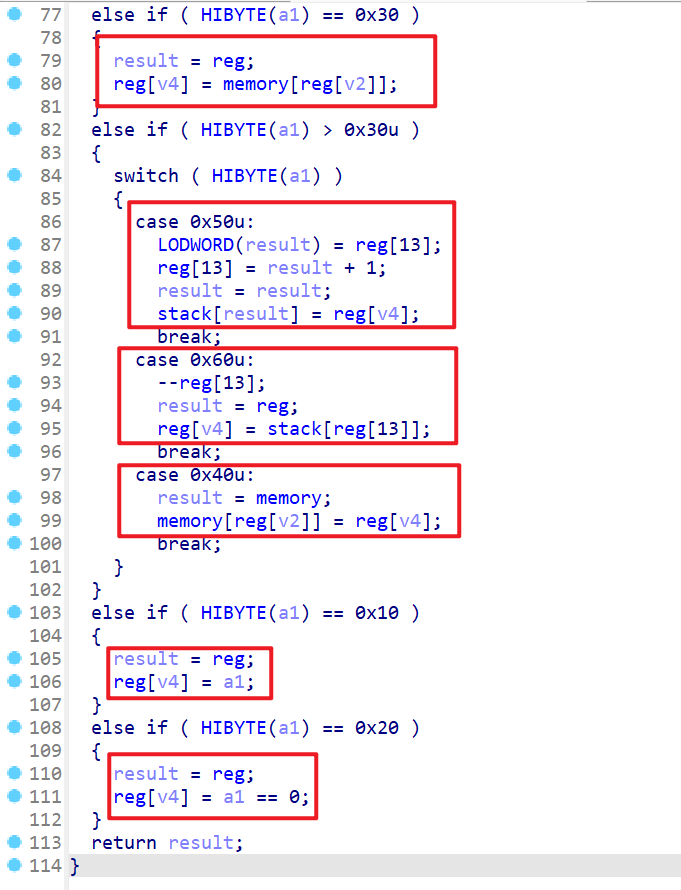 77 else if ( HIBYTE(a1) == 0x30 )
78 {
79 result = reg;
80 reg[v4] = memory[reg[v2]];
81 }
82 else if ( HIBYTE(a1) > 0x30u )
83 {
84 switch ( HIBYTE(a1) )
85 {
86 case 0x50u:
87 LODWORD(result) = reg[13];
88 reg[13] = result + 1;
89 result = result;
90 stack[result] = reg[v4];
91 break;
92 case 0x60u:
93 --reg[13];
94 result = reg;
95 reg[v4] = stack[reg[13]];
96 break;
97 case 0x40u:
98 result = memory;
99 memory[reg[v2]] = reg[v4];
100 break;
101 }
102 }
103 else if ( HIBYTE(a1) == 0x10 )
104 {
105 result = reg;
106 reg[v4] = a1;
107 }
108 else if ( HIBYTE(a1) == 0x20 )
109 {
110 result = reg;
111 reg[v4] = a1 == 0;
112 }
113 return result;
114 }